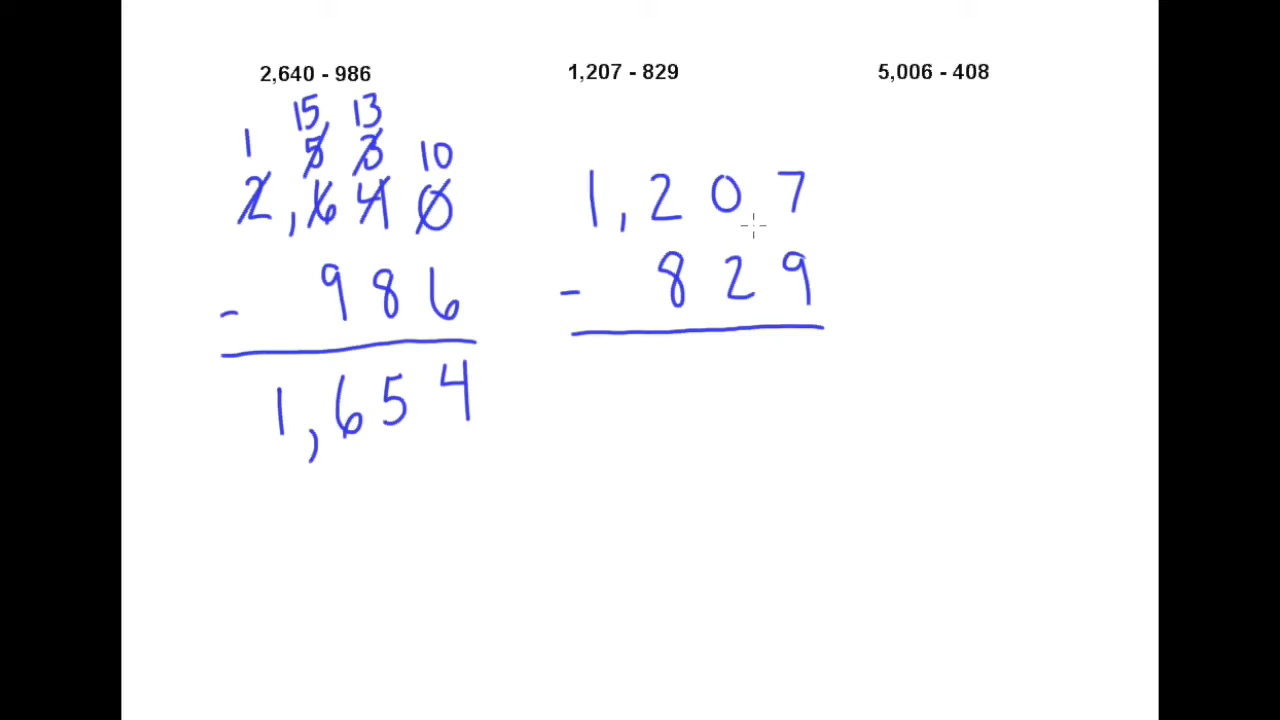 2,640 - 986
1,207 - 829
5,006 - 408
15 13
1 5 3 10
2,640
- 986
1,654
1,207
- 829